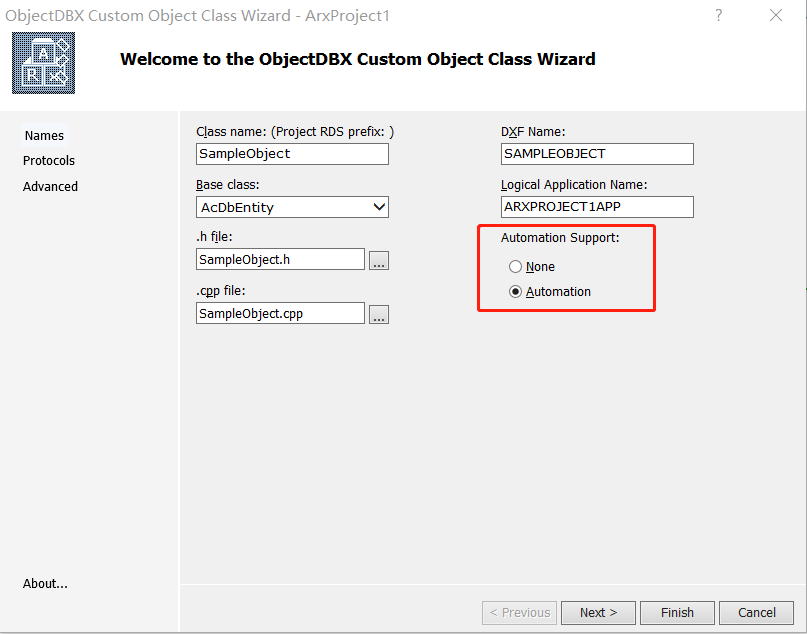 ObjectDBX Custom Object Class Wizard - ArxProject1
?
A
R X
Welcome to the ObjectDBX Custom Object Class Wizard
Names
Protocols
Advanced
About...
Class name: (Project RDS prefix: )
SampleObject
Base class:
AcDbEntity
.h file:
SampleObject.h
...
.cpp file:
SampleObject.cpp
...
DXF Name:
SAMPLEOBJECT
Logical Application Name:
ARXPROJECT1APP
Automation Support:
None
Automation
< Previous
Next >
Finish
Cancel